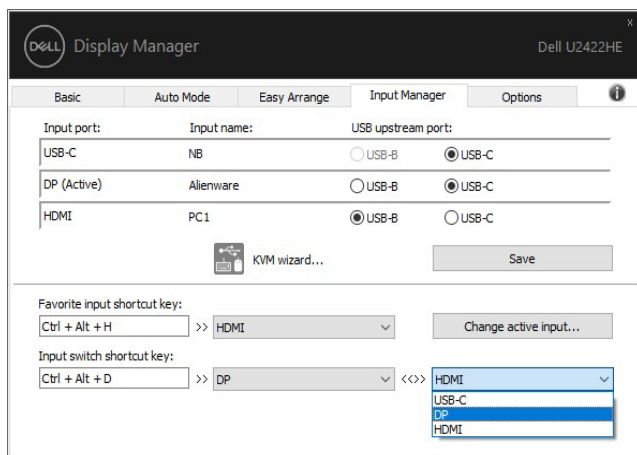 DELL Display Manager Dell U2422HE
x
Basic Auto Mode Easy Arrange Input Manager Options i
Input port: Input name: USB upstream port:
USB-C NB USB-B USB-C
DP (Active) Alienware USB-B USB-C
HDMI PC1 USB-B USB-C
KVM wizard... Save
Favorite input shortcut key:
Ctrl + Alt + H >> HDMI Change active input...
Input switch shortcut key:
Ctrl + Alt + D >> DP <<>> HDMI
USB-C
DP
HDMI